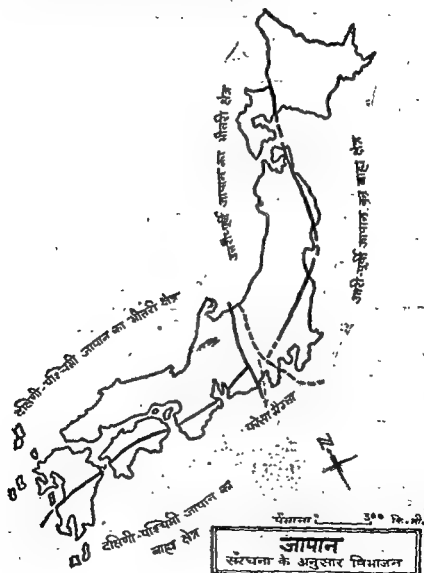 उत्तरी-पूर्वी जापान का भीतरी क्षेत्र
उत्तरी-पूर्वी जापान का बाह्य क्षेत्र
दक्षिणी-पश्चिमी जापान का भीतरी क्षेत्र
फोसा मैग्ना
दक्षिणी-पश्चिमी जापान का
बाह्य क्षेत्र
N
पैमाना 300 कि.मी.
जापान
संरचना के अनुसार विभाजन